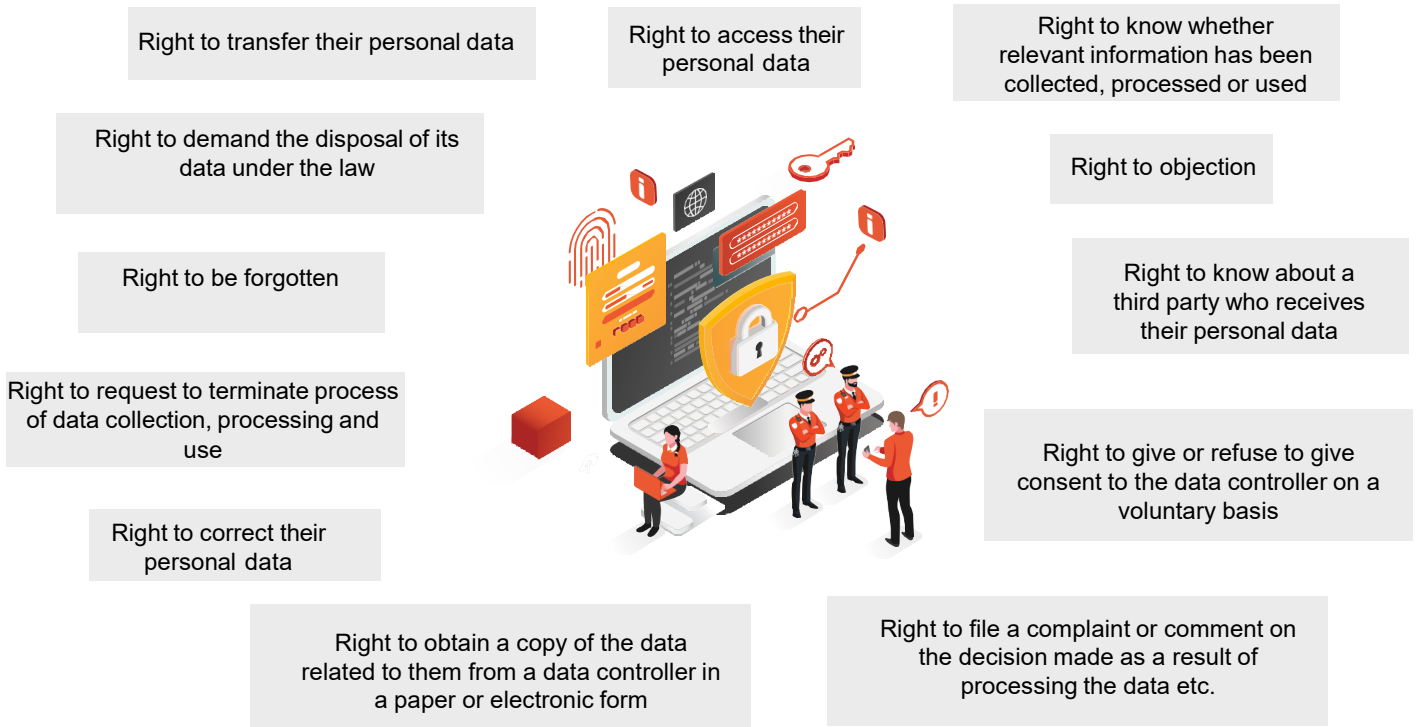 Right to transfer their personal data
Right to access their
personal data
Right to know whether
relevant information has been
collected, processed or used
Right to demand the disposal of its
data under the law
Right to objection
Right to be forgotten
Right to know about a
third party who receives
their personal data
Right to request to terminate process
of data collection, processing and
use
Right to give or refuse to give
consent to the data controller on a
voluntary basis
Right to correct their
personal data
Right to obtain a copy of the data
related to them from a data controller in
a paper or electronic form
Right to file a complaint or comment on
the decision made as a result of
processing the data etc.